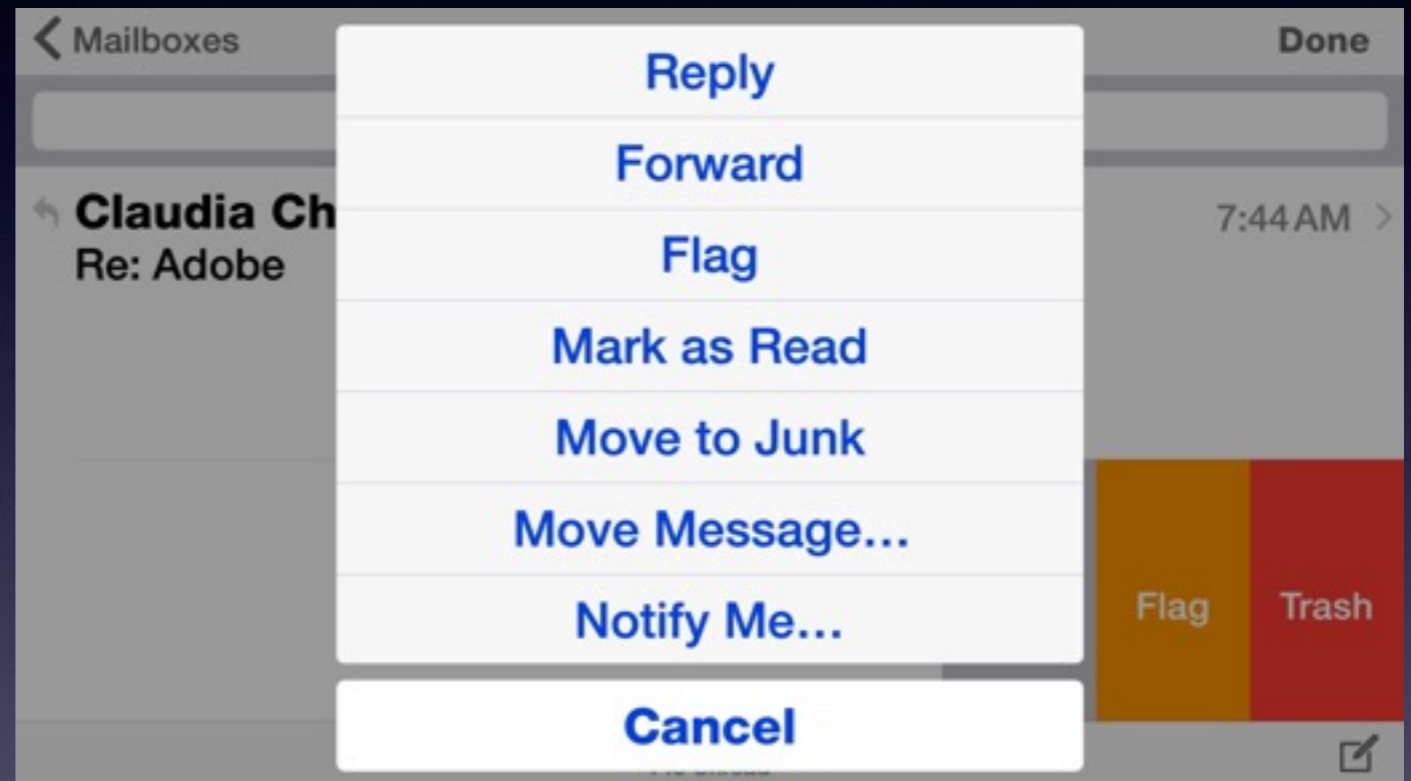 Mailboxes
Done
Claudia Ch
7:44 AM
Re: Adobe
Reply
Forward
Flag
Mark as Read
Move to Junk
Move Message...
Notify Me...
Cancel
Flag
Trash